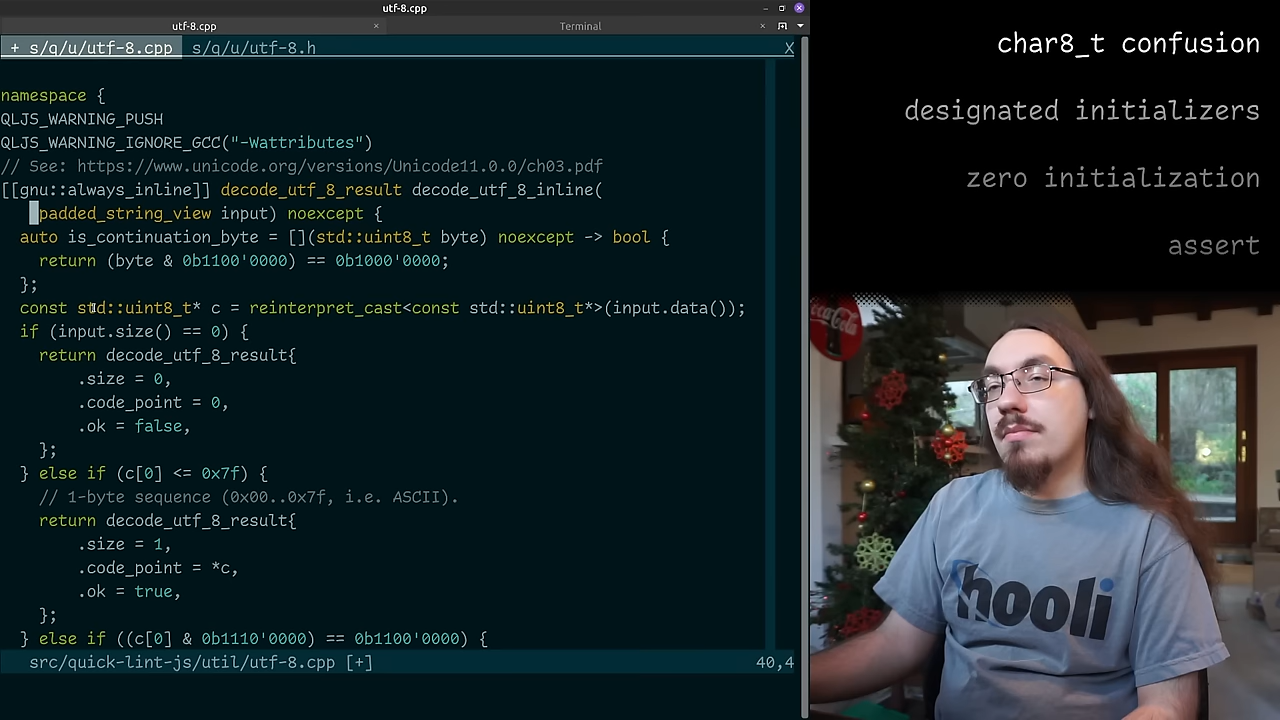 utf-8.cpp
utf-8.cpp × Terminal ×
+ s/q/u/utf-8.cpp s/q/u/utf-8.h X
namespace {
QLJS_WARNING_PUSH
QLJS_WARNING_IGNORE_GCC("-Wattributes")
// See: https://www.unicode.org/versions/Unicode11.0.0/ch03.pdf
[[gnu::always_inline]] decode_utf_8_result decode_utf_8_inline(
padded_string_view input) noexcept {
auto is_continuation_byte = [](std::uint8_t byte) noexcept -> bool {
return (byte & 0b1100'0000) == 0b1000'0000;
};
const std::uint8_t* c = reinterpret_cast<const std::uint8_t*>(input.data());
if (input.size() == 0) {
return decode_utf_8_result{
.size = 0,
.code_point = 0,
.ok = false,
};
} else if (c[0] <= 0x7f) {
// 1-byte sequence (0x00..0x7f, i.e. ASCII).
return decode_utf_8_result{
.size = 1,
.code_point = *c,
.ok = true,
};
} else if ((c[0] & 0b1110'0000) == 0b1100'0000) {
src/quick-lint-js/util/utf-8.cpp [+] 40,4
char8_t confusion
designated initializers
zero initialization
assert
Coca-Cola
hooli